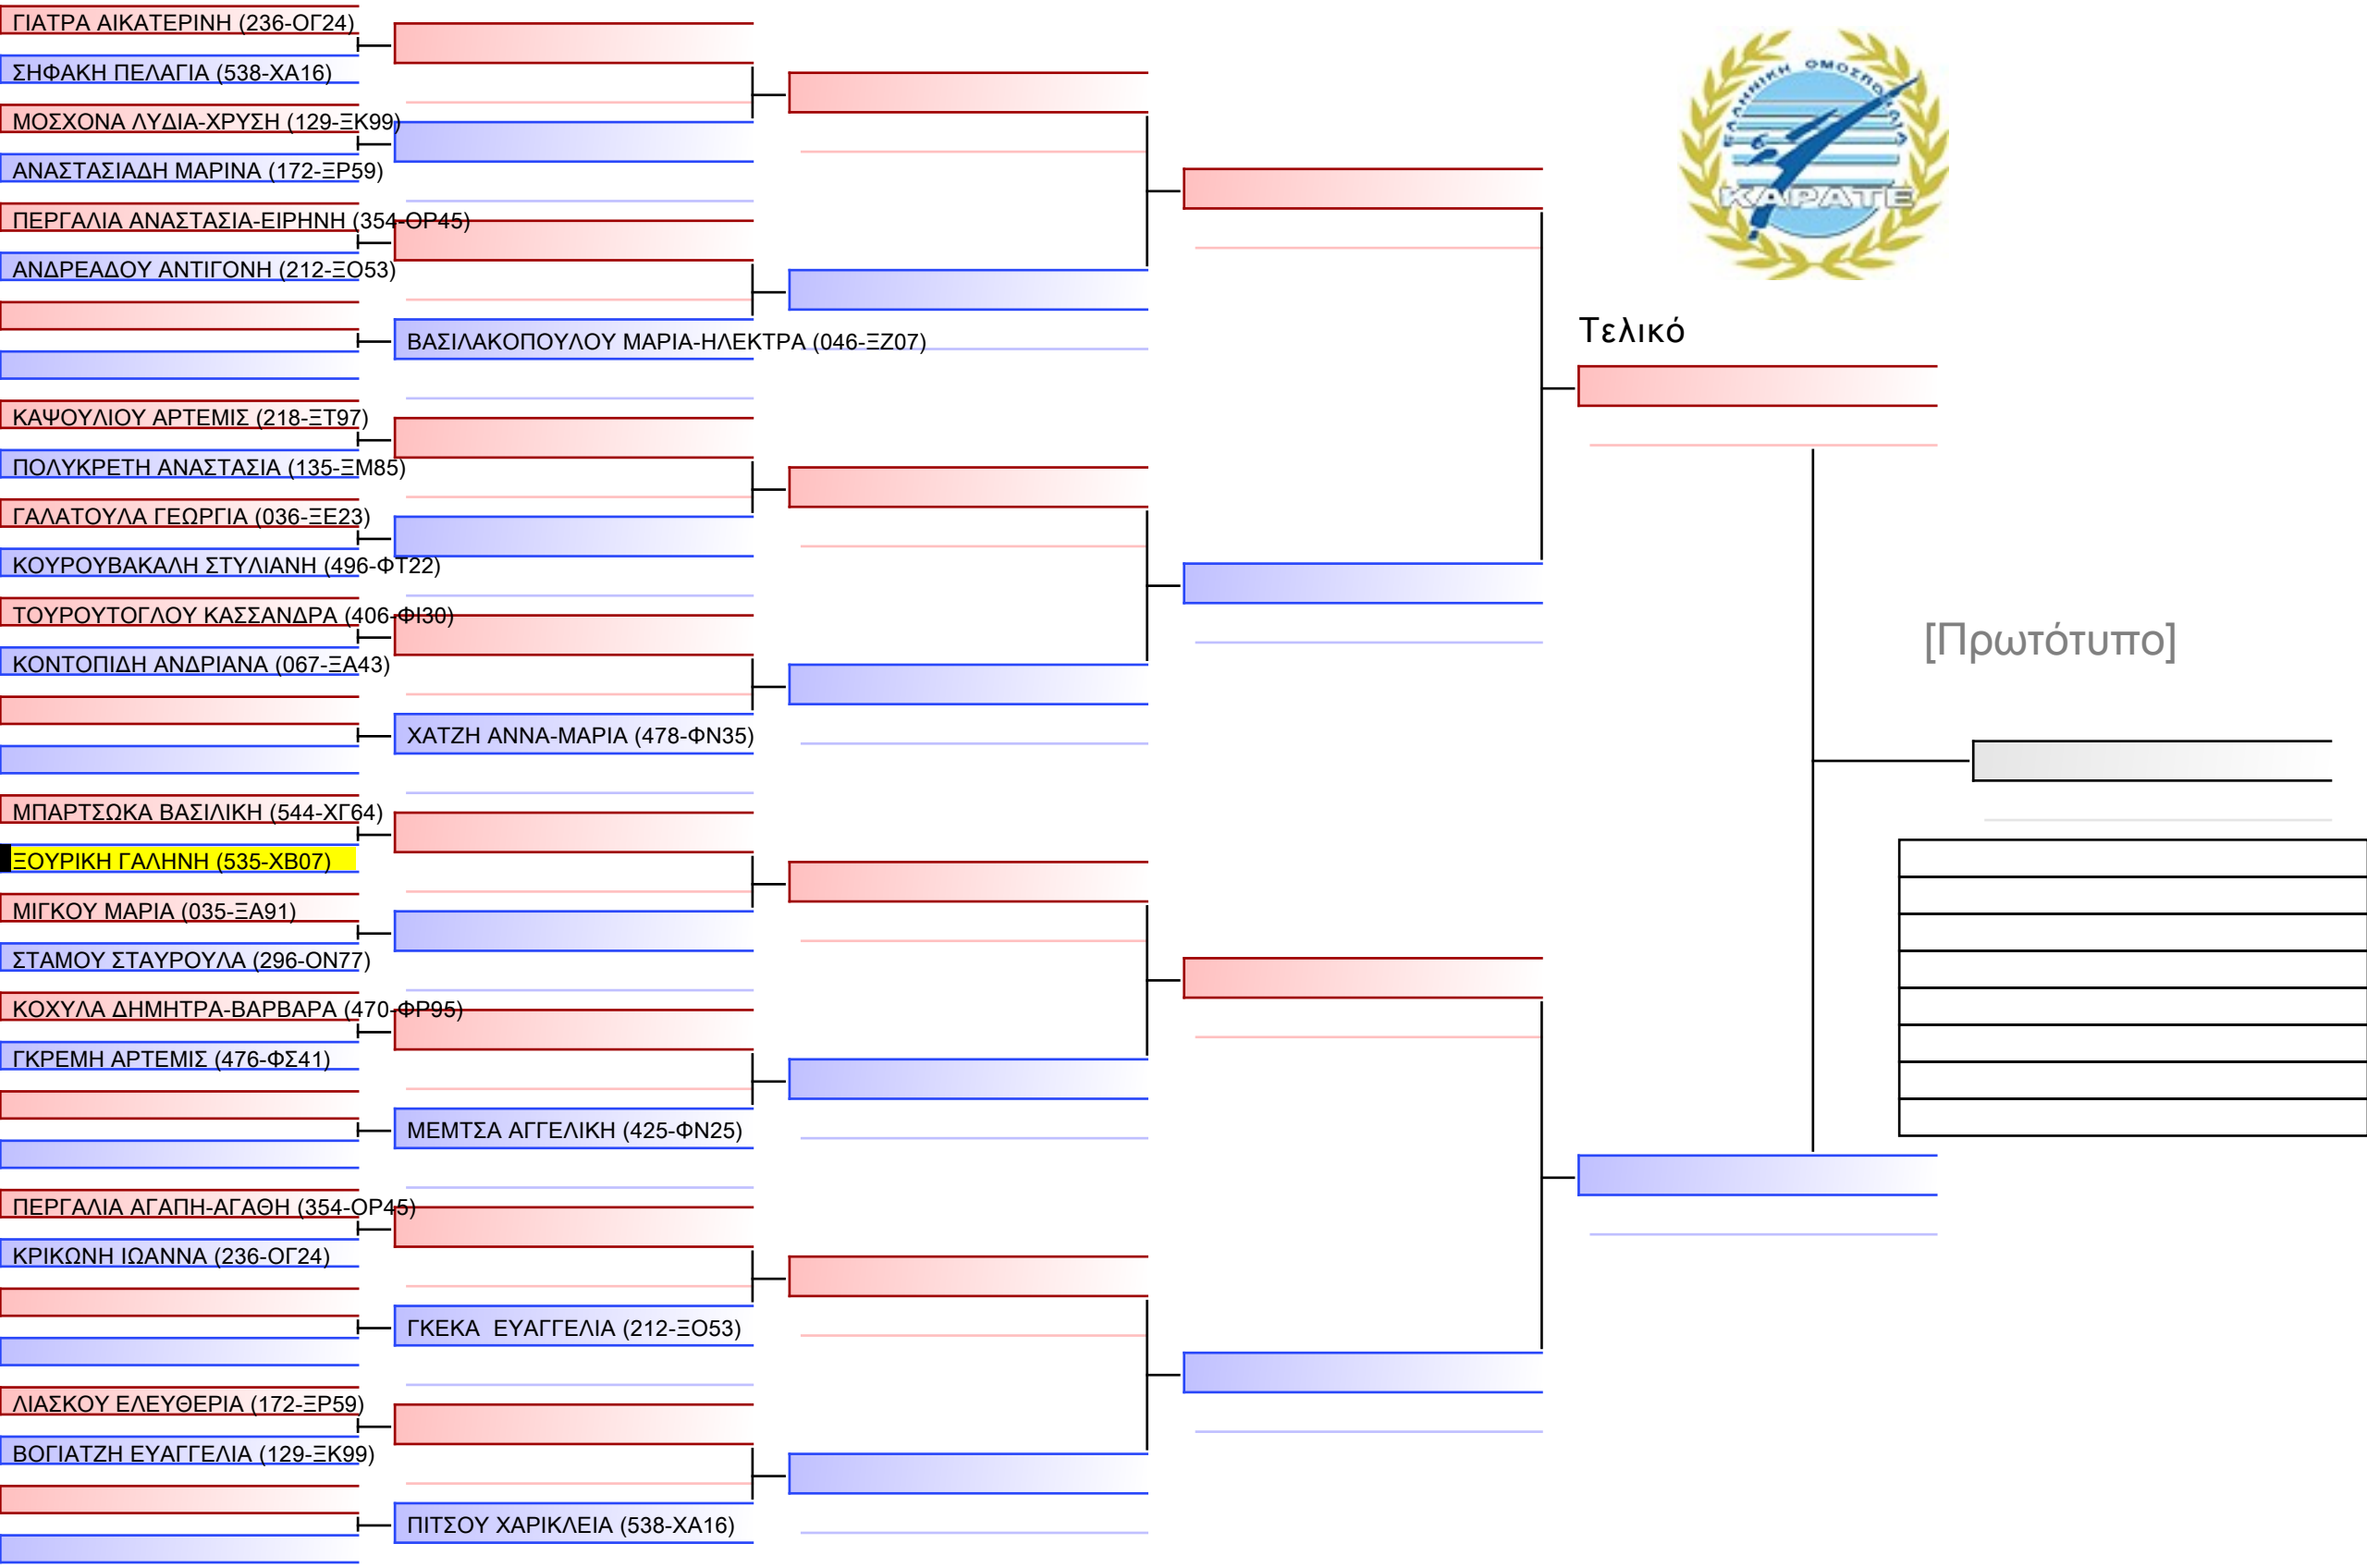 ΓΙΑΤΡΑ ΑΙΚΑΤΕΡΙΝΗ (236-ΟΓ24)
ΣΗΦΑΚΗ ΠΕΛΑΓΙΑ (538-ΧΑ16)
ΜΟΣΧΟΝΑ ΛΥΔΙΑ-ΧΡΥΣΗ (129-ΞΚ99)
ΑΝΑΣΤΑΣΙΑΔΗ ΜΑΡΙΝΑ (172-ΞΡ59)
ΠΕΡΓΑΛΙΑ ΑΝΑΣΤΑΣΙΑ-ΕΙΡΗΝΗ (354-ΟΡ45)
ΑΝΔΡΕΑΔΟΥ ΑΝΤΙΓΟΝΗ (212-ΞΟ53)
ΒΑΣΙΛΑΚΟΠΟΥΛΟΥ ΜΑΡΙΑ-ΗΛΕΚΤΡΑ (046-ΞΖ07)
ΚΑΨΟΥΛΙΟΥ ΑΡΤΕΜΙΣ (218-ΞΤ97)
ΠΟΛΥΚΡΕΤΗ ΑΝΑΣΤΑΣΙΑ (135-ΞΜ85)
ΓΑΛΑΤΟΥΛΑ ΓΕΩΡΓΙΑ (036-ΞΕ23)
ΚΟΥΡΟΥΒΑΚΑΛΗ ΣΤΥΛΙΑΝΗ (496-ΦΤ22)
ΤΟΥΡΟΥΤΟΓΛΟΥ ΚΑΣΣΑΝΔΡΑ (406-ΦΙ30)
ΚΟΝΤΟΠΙΔΗ ΑΝΔΡΙΑΝΑ (067-ΞΑ43)
ΧΑΤΖΗ ΑΝΝΑ-ΜΑΡΙΑ (478-ΦΝ35)
ΜΠΑΡΤΣΩΚΑ ΒΑΣΙΛΙΚΗ (544-ΧΓ64)
ΞΟΥΡΙΚΗ ΓΑΛΗΝΗ (535-ΧΒ07)
ΜΙΓΚΟΥ ΜΑΡΙΑ (035-ΞΑ91)
ΣΤΑΜΟΥ ΣΤΑΥΡΟΥΛΑ (296-ΟΝ77)
ΚΟΧΥΛΑ ΔΗΜΗΤΡΑ-ΒΑΡΒΑΡΑ (470-ΦΡ95)
ΓΚΡΕΜΗ ΑΡΤΕΜΙΣ (476-ΦΣ41)
ΜΕΜΤΣΑ ΑΓΓΕΛΙΚΗ (425-ΦΝ25)
ΠΕΡΓΑΛΙΑ ΑΓΑΠΗ-ΑΓΑΘΗ (354-ΟΡ45)
ΚΡΙΚΩΝΗ ΙΩΑΝΝΑ (236-ΟΓ24)
ΓΚΕΚΑ  ΕΥΑΓΓΕΛΙΑ (212-ΞΟ53)
ΛΙΑΣΚΟΥ ΕΛΕΥΘΕΡΙΑ (172-ΞΡ59)
ΒΟΓΙΑΤΖΗ ΕΥΑΓΓΕΛΙΑ (129-ΞΚ99)
ΠΙΤΣΟΥ ΧΑΡΙΚΛΕΙΑ (538-ΧΑ16)
ΕΛΛΗΝΙΚΗ ΟΜΟΣΠΟΝΔΙΑ
ΚΑΡΑΤΕ
Τελικό
[Πρωτότυπο]